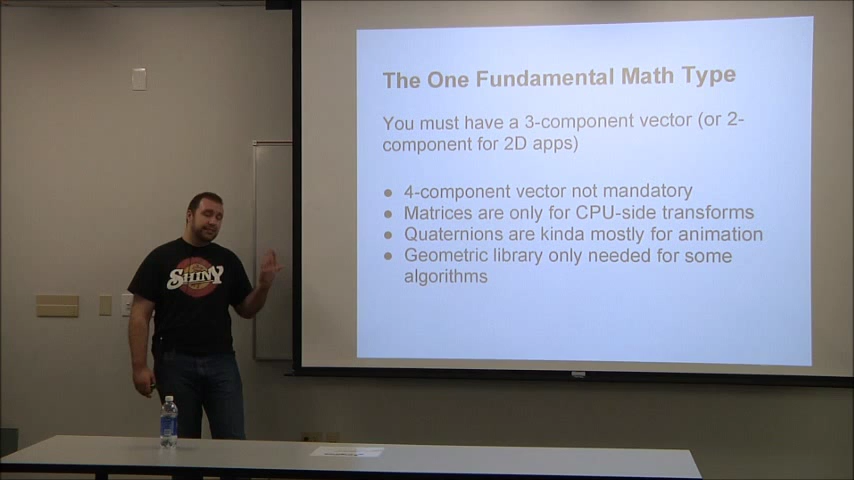 The One Fundamental Math Type
You must have a 3-component vector (or 2-
component for 2D apps)
● 4-component vector not mandatory
● Matrices are only for CPU-side transforms
● Quaternions are kinda mostly for animation
● Geometric library only needed for some
algorithms
SHINY